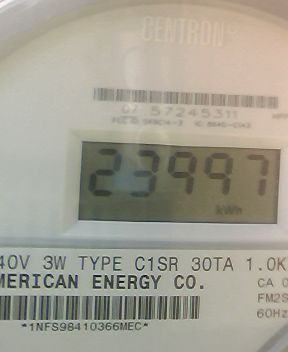 CENTRON®
07 57245311
23997
kWh
40V 3W TYPE C1SR 30TA 1.0K
MERICAN ENERGY CO.
CA 0
FM2S
60Hz
*1NFS98410366MEC*